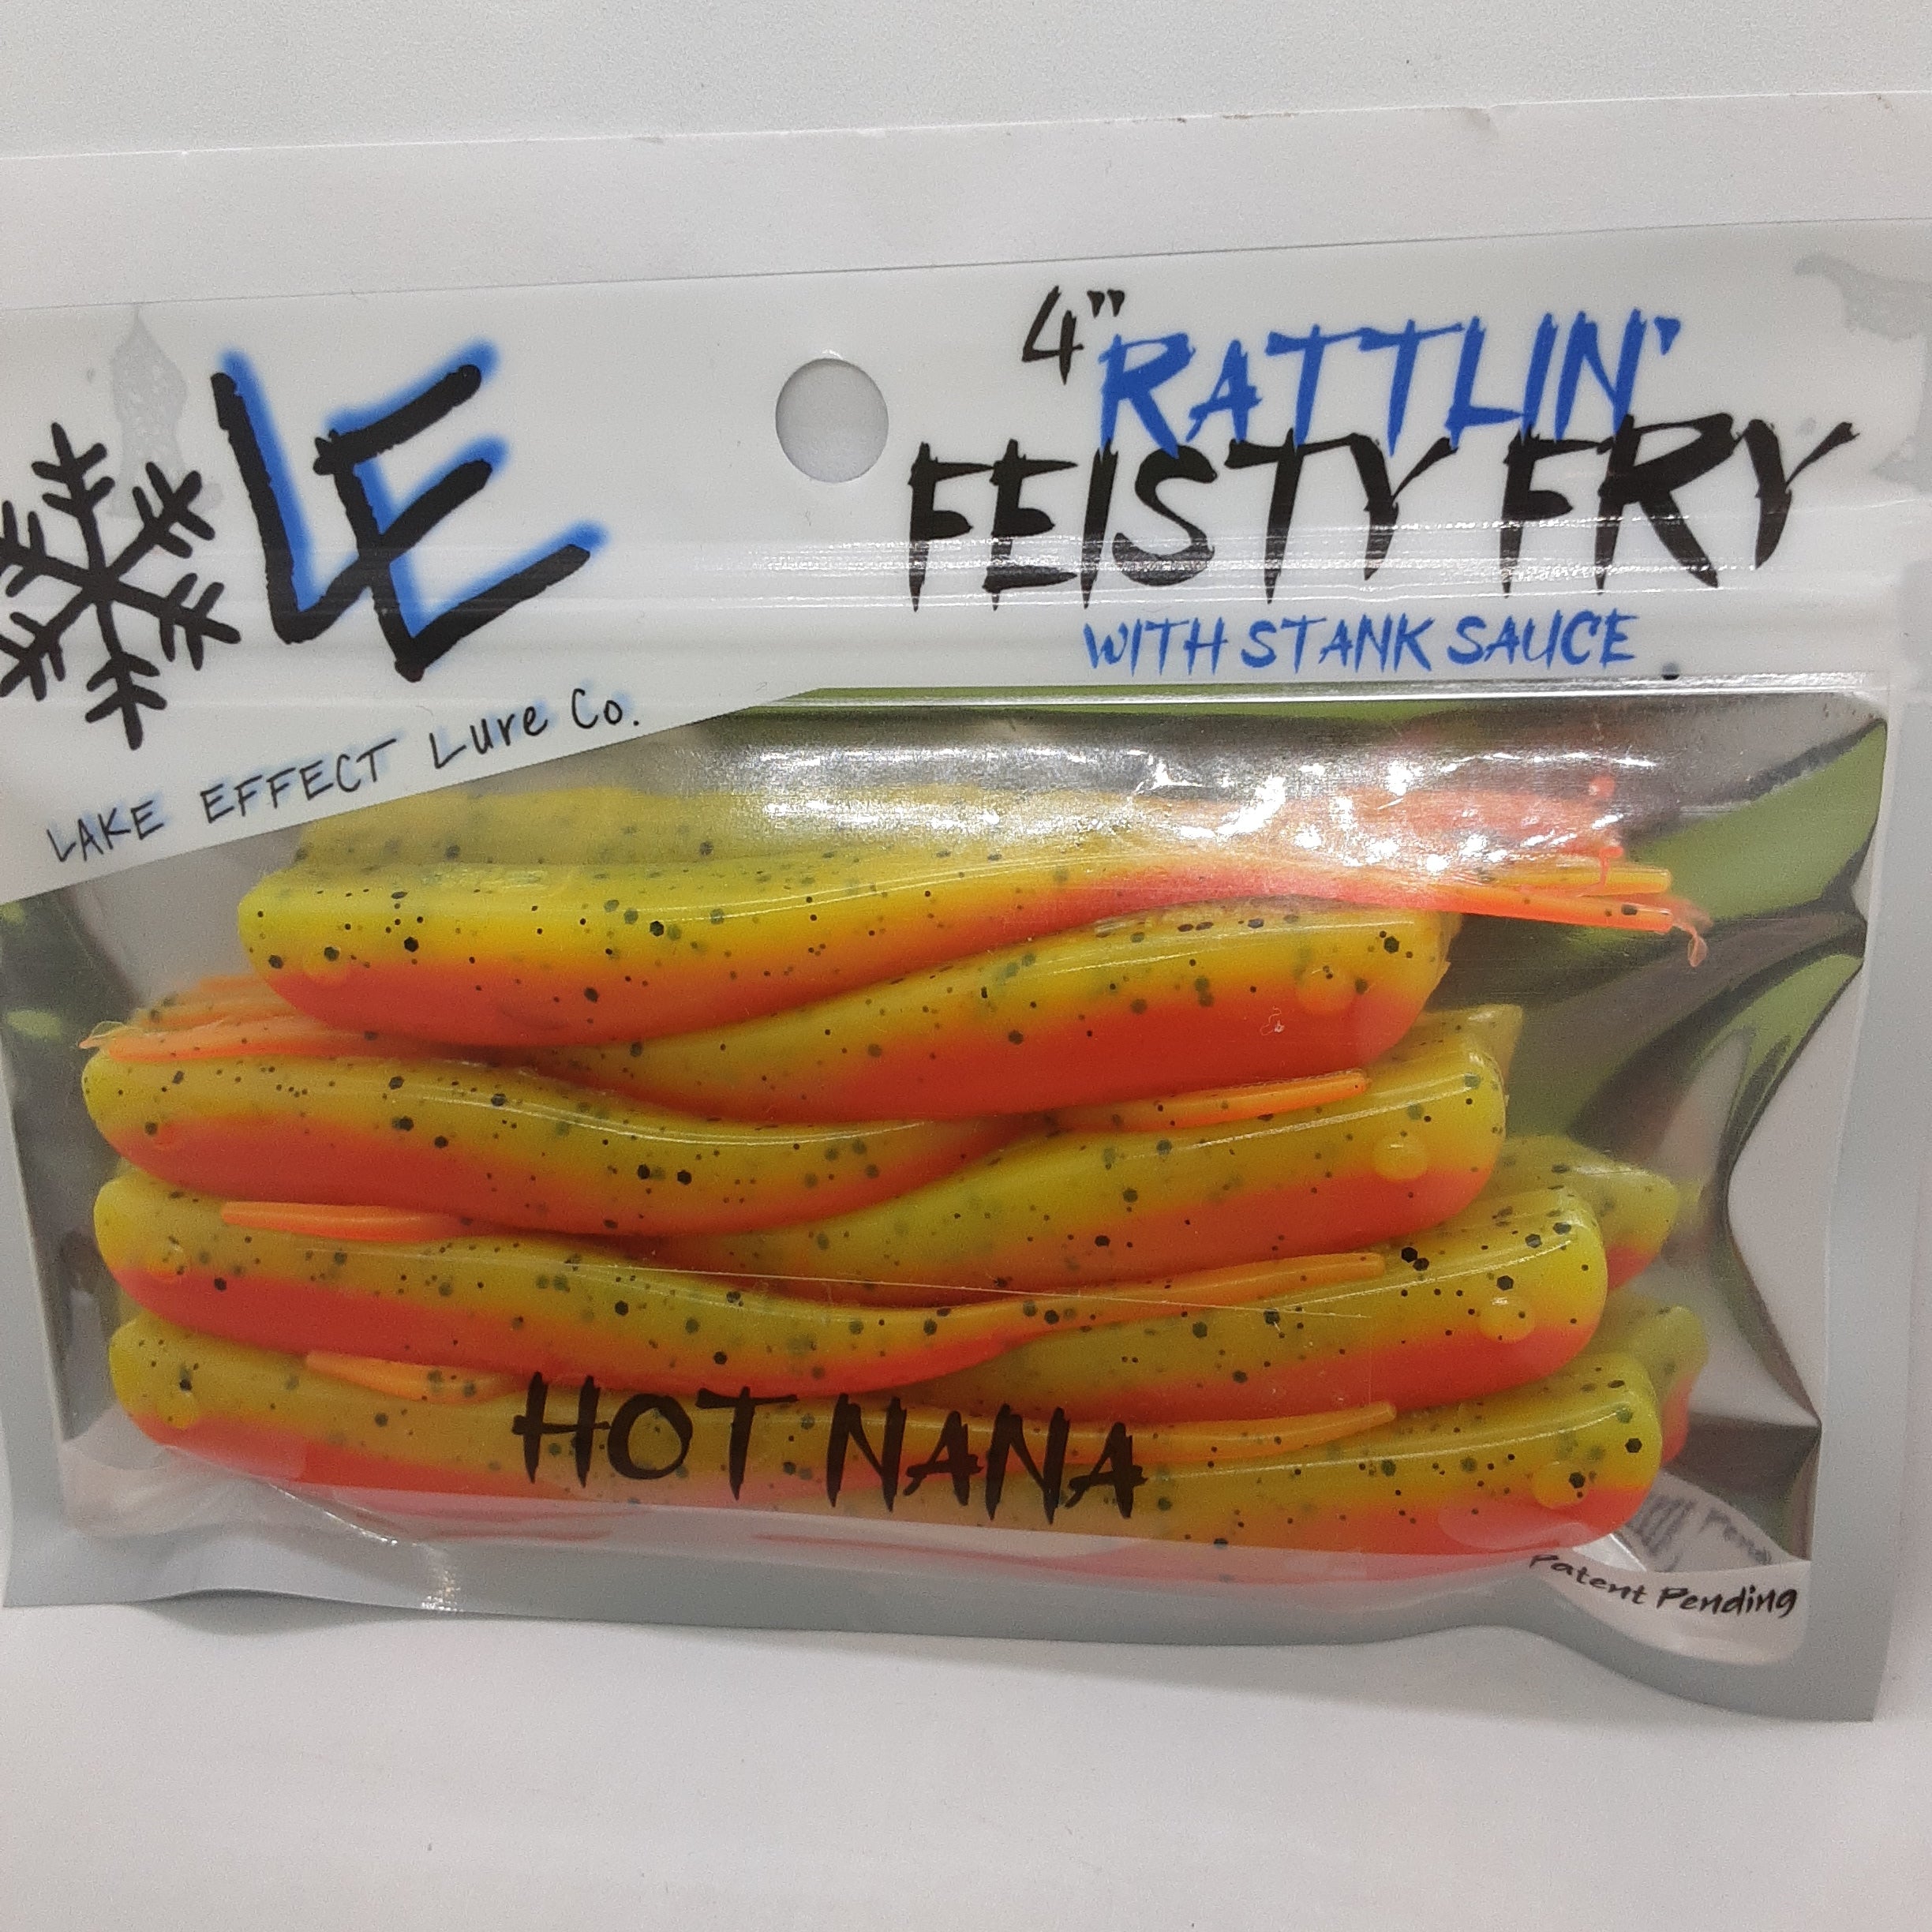 LE
LAKE EFFECT Lure Co.
4" RATTLIN'
FEISTY FRY
WITH STANK SAUCE
HOT NANA
Patent Pending